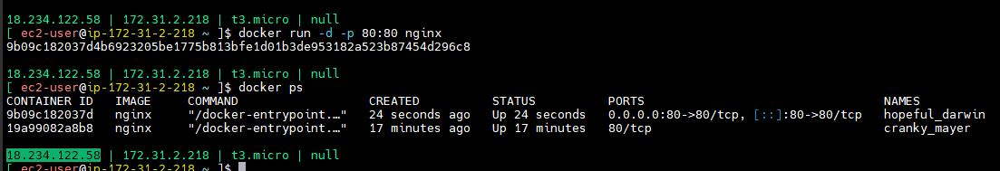 18.234.122.58 | 172.31.2.218 | t3.micro | null
[ ec2-user@ip-172-31-2-218 ~ ]$ docker run -d -p 80:80 nginx
9b09c182037d4b6923205be1775b813bfe1d01b3de953182a523b87454d296c8
18.234.122.58 | 172.31.2.218 | t3.micro | null
[ ec2-user@ip-172-31-2-218 ~ ]$ docker ps
CONTAINER ID   IMAGE     COMMAND                  CREATED          STATUS          PORTS                               NAMES
9b09c182037d   nginx     "/docker-entrypoint.…"   24 seconds ago   Up 24 seconds   0.0.0.0:80->80/tcp, [::]:80->80/tcp   hopeful_darwin
19a99082a8b8   nginx     "/docker-entrypoint.…"   17 minutes ago   Up 17 minutes   80/tcp                              cranky_mayer
18.234.122.58 | 172.31.2.218 | t3.micro | null
[ ec2-user@ip-172-31-2-218 ~ ]$